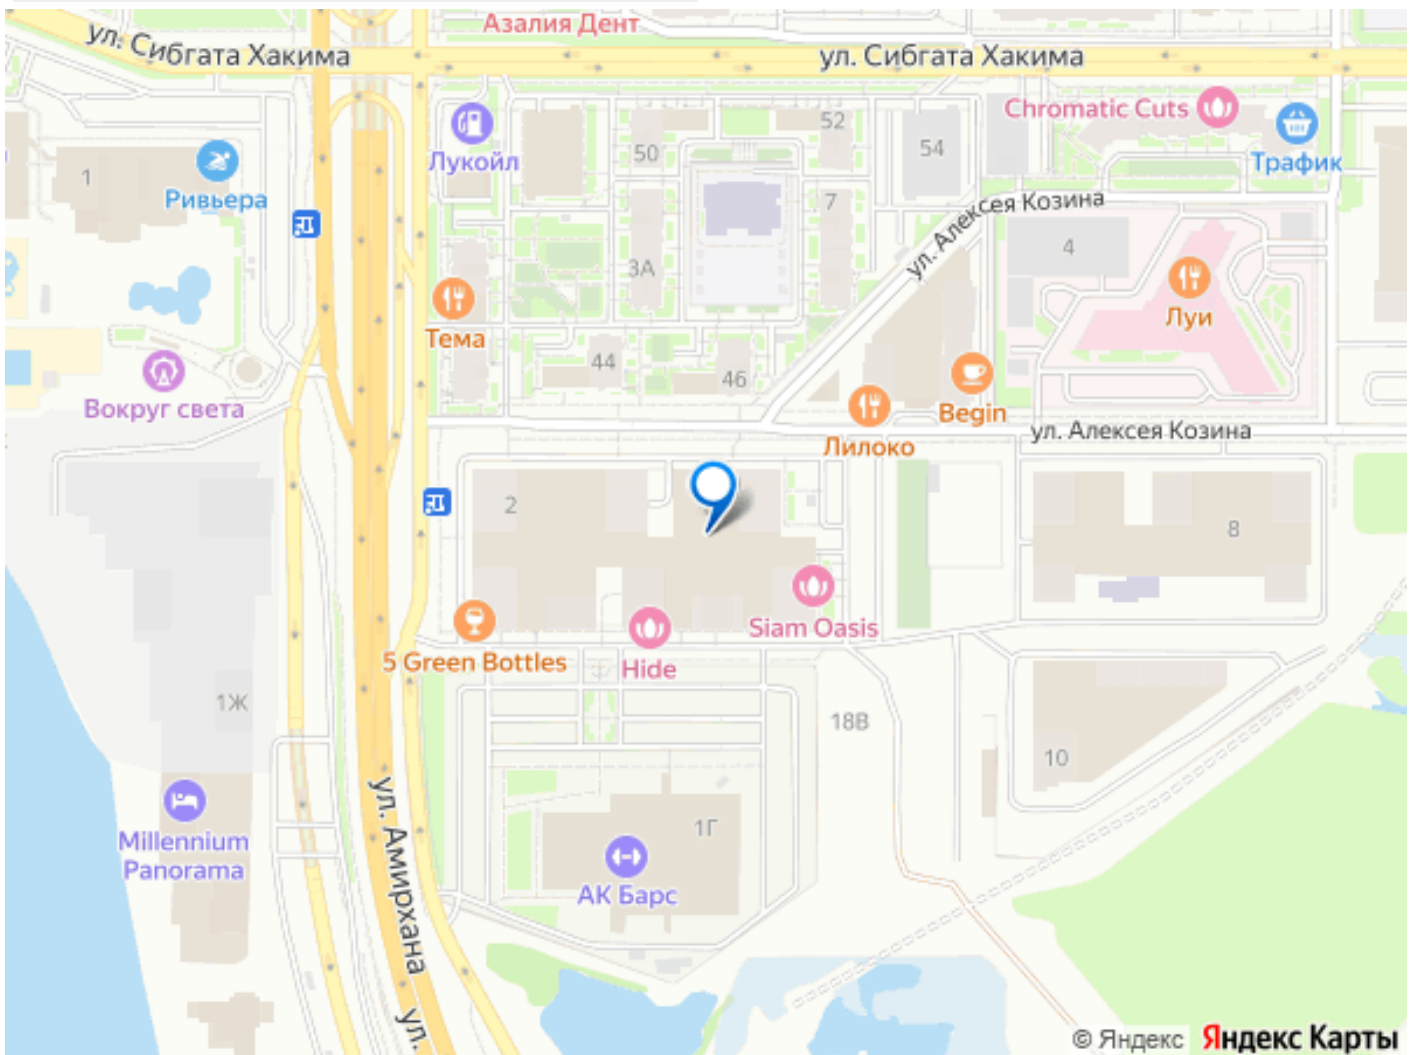 Азалия Дент
ул. Сибгата Хакима
ул. Сибгата Хакима
Chromatic Cuts
Лукойл
52
50
54
Трафик
1
Ривьера
7
ул. Алексея Козина
4
3А
Луи
Тема
44
46
Вокруг света
Begin
Лилоко
ул. Алексея Козина
2
8
Siam Oasis
5 Green Bottles
Hide
1Ж
18В
10
Millennium
Panorama
1Г
АК Барс
ул. Амирхана
ул.
© Яндекс Яндекс Карты